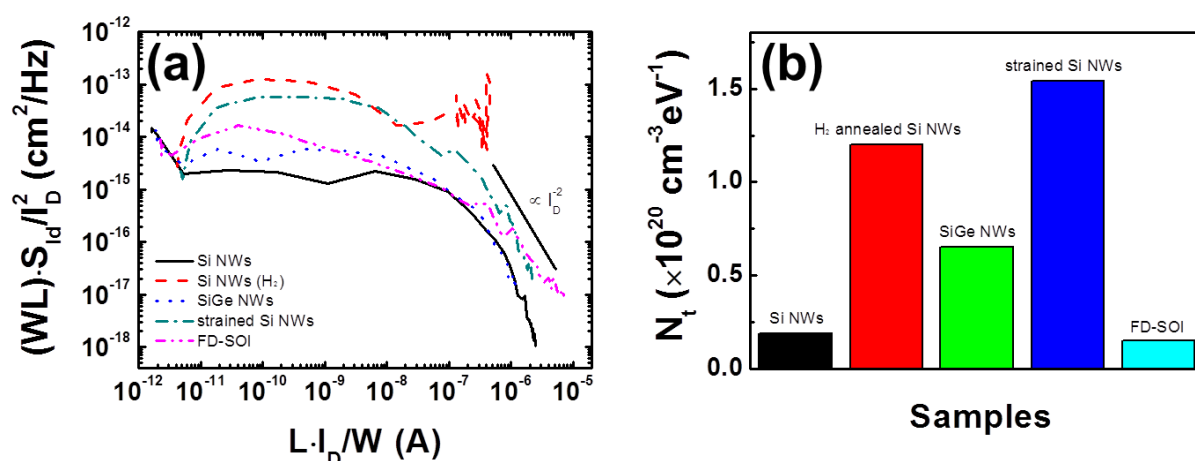 (a)
(WL)·S_Id/I_D^2 (cm^2/Hz)
10^-12
10^-13
10^-14
10^-15
10^-16
10^-17
10^-18
∝ I_D^-2
Si NWs
Si NWs (H₂)
SiGe NWs
strained Si NWs
FD-SOI
10^-12 10^-11 10^-10 10^-9 10^-8 10^-7 10^-6 10^-5
L·I_D/W (A)
(b)
N_t (×10^20 cm^-3 eV^-1)
1.5
1.0
0.5
0.0
Si NWs
H₂ annealed Si NWs
SiGe NWs
strained Si NWs
FD-SOI
Samples